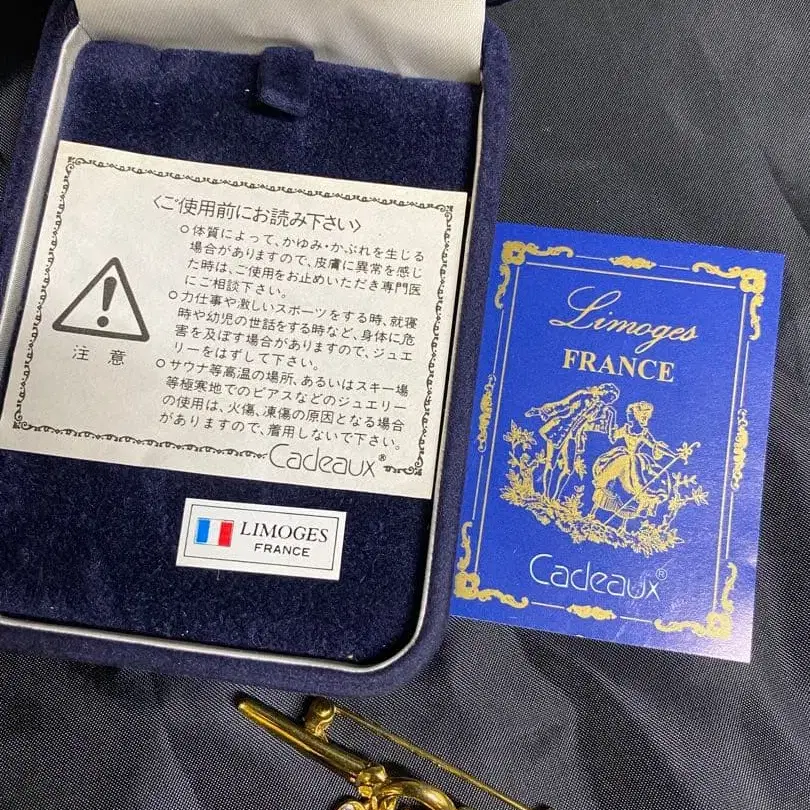 〈ご使用前にお読み下さい〉
○体質によって、かゆみ・かぶれを生じる
場合がありますので、皮膚に異常を感じ
た時は、ご使用をお止めいただき専門医
にご相談下さい。
○力仕事や激しいスポーツをする時、就寝
時や幼児の世話をする時など、身体に危
害を及ぼす場合がありますので、ジュエ
リーをはずして下さい。
○サウナ等高温の場所、あるいはスキー場
等極寒地でのピアスなどのジュエリー
の使用は、火傷、凍傷の原因となる場合
がありますので、着用しないで下さい。
注意
Cadeaux®
LIMOGES
FRANCE
Limoges
FRANCE
Cadeaux®